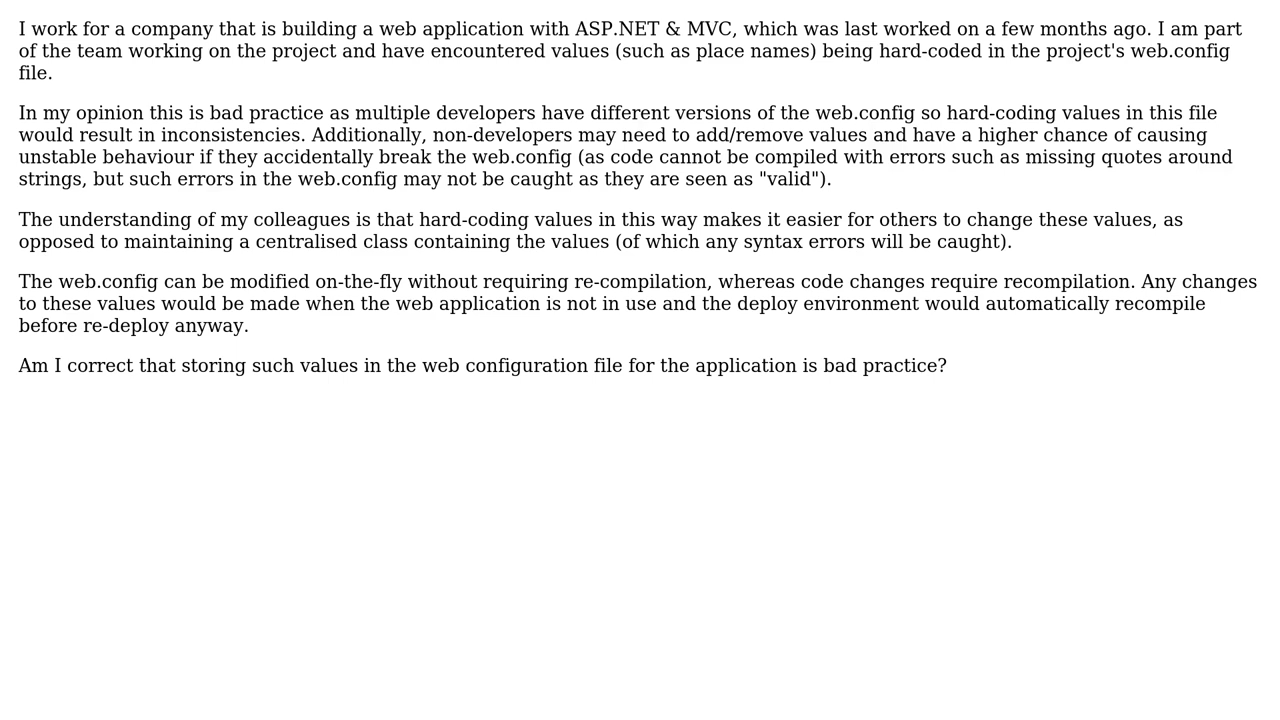 I work for a company that is building a web application with ASP.NET & MVC, which was last worked on a few months ago. I am part
of the team working on the project and have encountered values (such as place names) being hard-coded in the project's web.config
file.
In my opinion this is bad practice as multiple developers have different versions of the web.config so hard-coding values in this file
would result in inconsistencies. Additionally, non-developers may need to add/remove values and have a higher chance of causing
unstable behaviour if they accidentally break the web.config (as code cannot be compiled with errors such as missing quotes around
strings, but such errors in the web.config may not be caught as they are seen as "valid").
The understanding of my colleagues is that hard-coding values in this way makes it easier for others to change these values, as
opposed to maintaining a centralised class containing the values (of which any syntax errors will be caught).
The web.config can be modified on-the-fly without requiring re-compilation, whereas code changes require recompilation. Any changes
to these values would be made when the web application is not in use and the deploy environment would automatically recompile
before re-deploy anyway.
Am I correct that storing such values in the web configuration file for the application is bad practice?